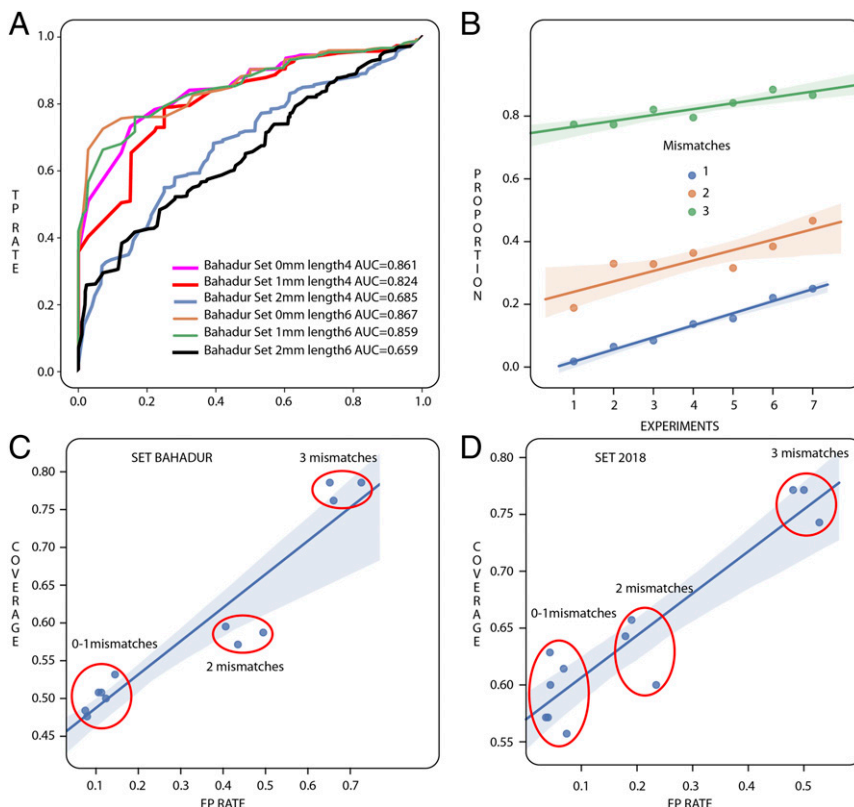 A
1.0
0.8
0.6
0.4
0.2
0.0
TP RATE
Bahadur Set 0mm length4 AUC=0.861
Bahadur Set 1mm length4 AUC=0.824
Bahadur Set 2mm length4 AUC=0.685
Bahadur Set 0mm length6 AUC=0.867
Bahadur Set 1mm length6 AUC=0.859
Bahadur Set 2mm length6 AUC=0.659
0.0 0.2 0.4 0.6 0.8 1.0
B
0.8
0.6
0.4
0.2
0.0
PROPORTION
Mismatches
1
2
3
1 2 3 4 5 6 7
EXPERIMENTS
C
SET BAHADUR
3 mismatches
0.80
0.75
0.70
0.65
0.60
0.55
0.50
0.45
COVERAGE
0-1mismatches
2 mismatches
0.1 0.2 0.3 0.4 0.5 0.6 0.7
FP RATE
D
SET 2018
3 mismatches
0.80
0.75
0.70
0.65
0.60
0.55
COVERAGE
2 mismatches
0-1mismatches
0.0 0.1 0.2 0.3 0.4 0.5
FP RATE